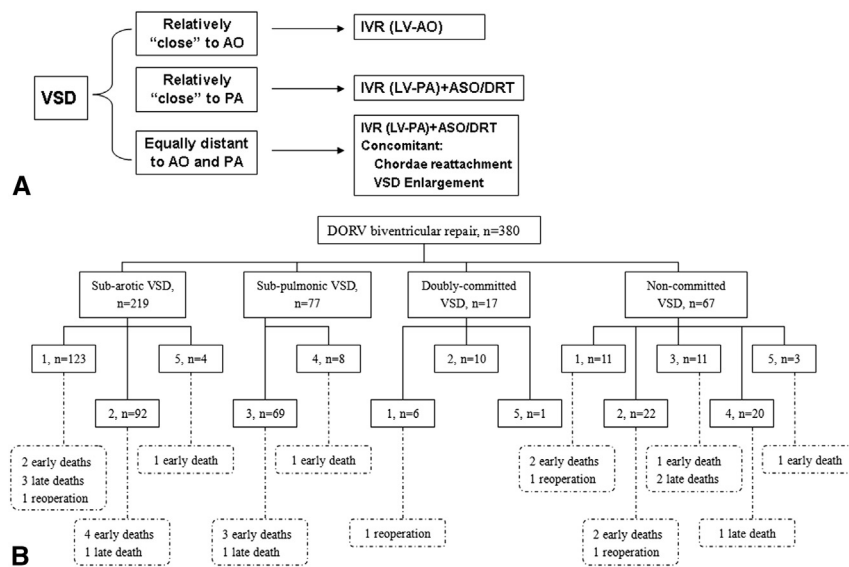 VSD
Relatively
"close" to AO
IVR (LV-AO)
Relatively
"close" to PA
IVR (LV-PA)+ASO/DRT
Equally distant
to AO and PA
IVR (LV-PA)+ASO/DRT
Concomitant:
Chordae reattachment
VSD Enlargement
A
DORV biventricular repair, n=380
Sub-arotic VSD,
n=219
Sub-pulmonic VSD,
n=77
Doubly-committed
VSD, n=17
Non-committed
VSD, n=67
1, n=123
5, n=4
4, n=8
2, n=10
1, n=11
3, n=11
5, n=3
2, n=92
3, n=69
1, n=6
5, n=1
2, n=22
4, n=20
2 early deaths
3 late deaths
1 reoperation
1 early death
1 early death
2 early deaths
1 reoperation
1 early death
2 late deaths
1 early death
4 early deaths
1 late death
3 early deaths
1 late death
1 reoperation
2 early deaths
1 reoperation
1 late death
B